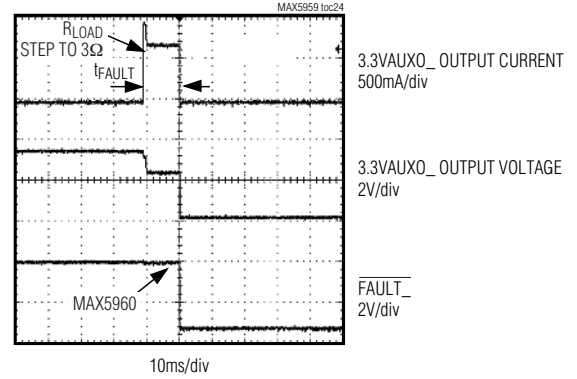 MAX5959 toc24
RLOAD
STEP TO 3Ω
tFAULT
3.3VAUXO_ OUTPUT CURRENT
500mA/div
3.3VAUXO_ OUTPUT VOLTAGE
2V/div
MAX5960
FAULT_
2V/div
10ms/div